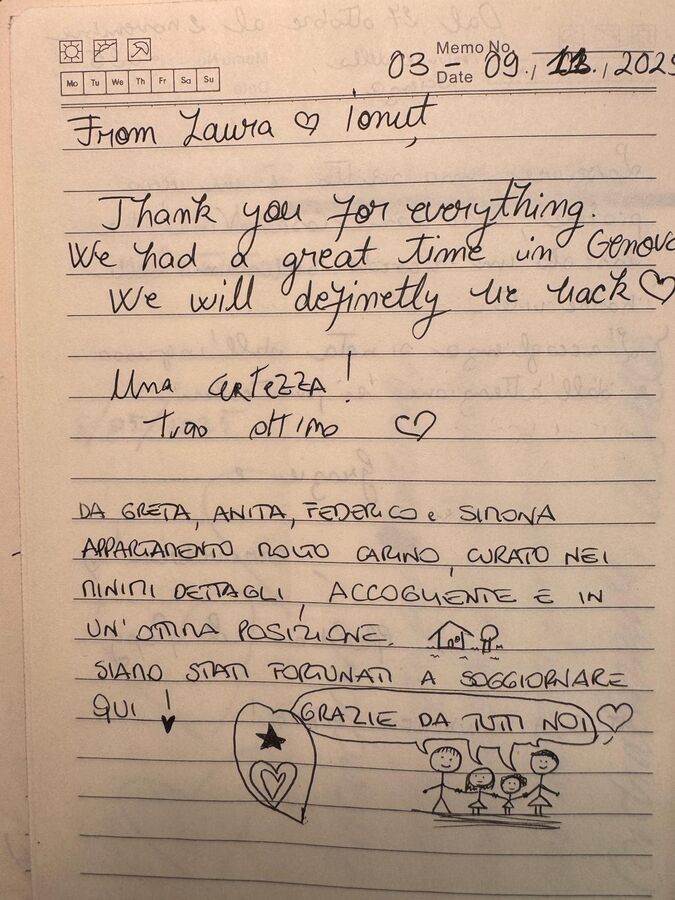 Memo No.
Mo Tu We Th Fr Sa Su
Date
03 - 09. / 11. / 2025
From Laura ♡ Ionuț
Thank you for everything.
We had a great time in Genova
We will definetly be back ♡
Una CERTEZZA!
tutto ottimo ♡
DA GRETA, ANITA, FEDERICO e SIMONA
APPARTAMENTO MOLTO CARINO, CURATO NEI
MINIMI DETTAGLI, ACCOGLIENTE E IN
UN'OTTIMA POSIZIONE.
SIAMO STATI FORTUNATI A SOGGIORNARE
QUI!
GRAZIE DA TUTTI NOI ♡